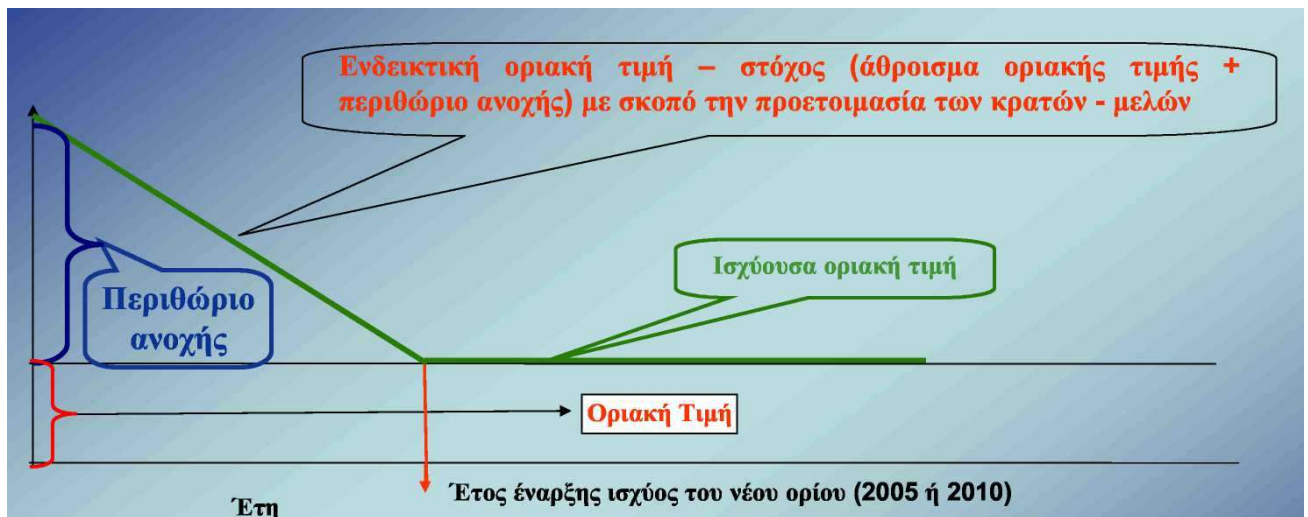 Ενδεικτική οριακή τιμή – στόχος (άθροισμα οριακής τιμής +
περιθώριο ανοχής) με σκοπό την προετοιμασία των κρατών - μελών
Ισχύουσα οριακή τιμή
Περιθώριο
ανοχής
Οριακή Τιμή
Έτος έναρξης ισχύος του νέου ορίου (2005 ή 2010)
Έτη